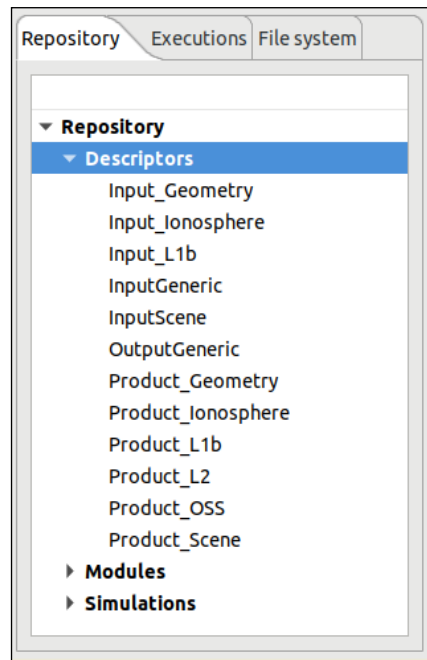 Repository Executions File system
Repository
Descriptors
Input_Geometry
Input_Ionosphere
Input_L1b
InputGeneric
InputScene
OutputGeneric
Product_Geometry
Product_Ionosphere
Product_L1b
Product_L2
Product_OSS
Product_Scene
Modules
Simulations